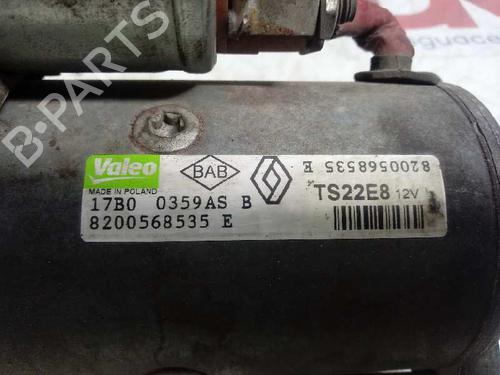 B-PARTS
Valeo
MADE IN POLAND
BAB
8200568535 E
TS22E8 12V
17B0 0359AS B
8200568535 E